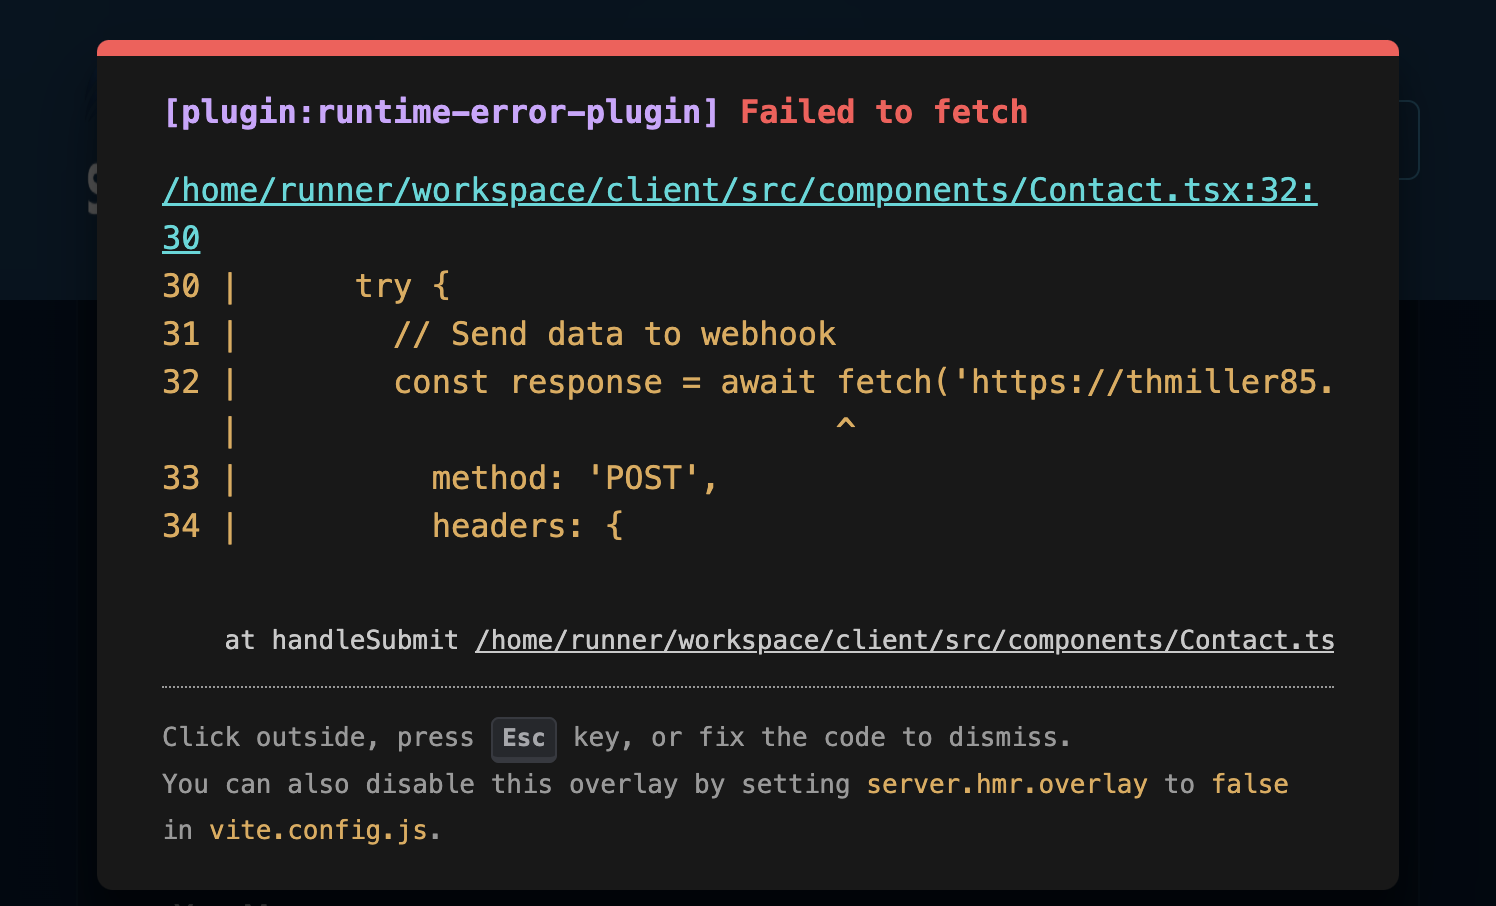 [plugin:runtime-error-plugin] Failed to fetch
/home/runner/workspace/client/src/components/Contact.tsx:32:
30
30 |      try {
31 |        // Send data to webhook
32 |        const response = await fetch('https://thmiller85.
   |                               ^
33 |          method: 'POST',
34 |          headers: {
at handleSubmit /home/runner/workspace/client/src/components/Contact.ts
Click outside, press Esc key, or fix the code to dismiss.
You can also disable this overlay by setting server.hmr.overlay to false
in vite.config.js.